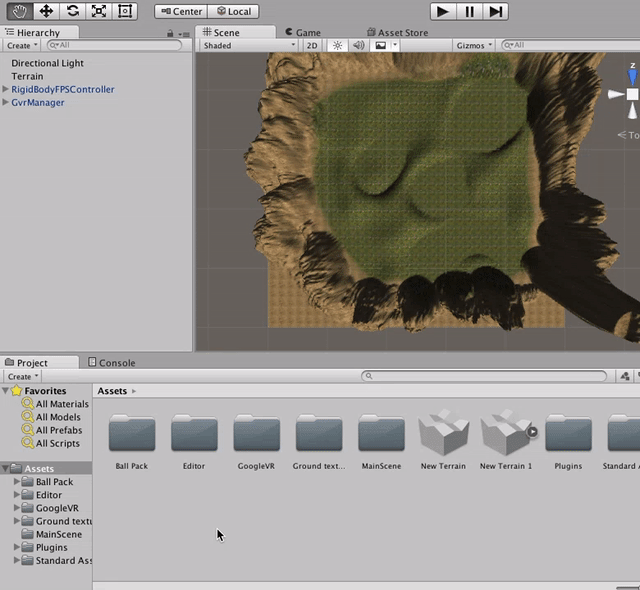 Center Local
Hierarchy Scene Game Asset Store
Create All Shaded 2D Gizmos All
Directional Light
Terrain
RigidBodyFPSController
GvrManager
z
To
Project Console
Create
Favorites Assets
All Materials
All Models
All Prefabs
All Scripts
Assets
Ball Pack
Editor
GoogleVR
Ground textu
MainScene
Plugins
Standard Ass
Ball Pack Editor GoogleVR Ground text... MainScene New Terrain New Terrain 1 Plugins Standard A